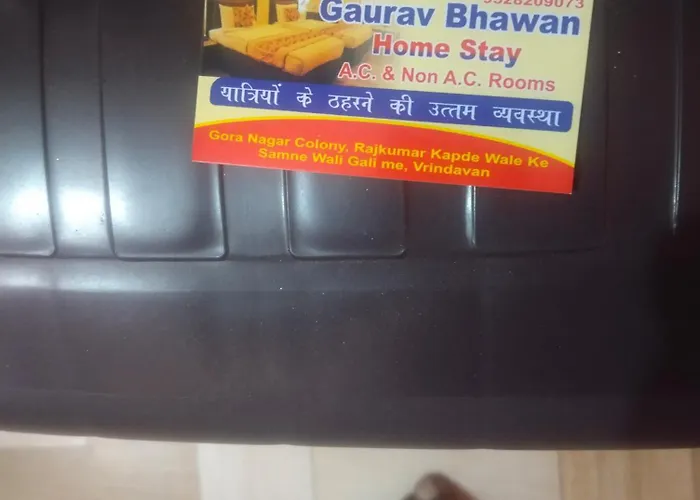 9528209073
Gaurav Bhawan
Home Stay
A.C. & Non A.C. Rooms
यात्रियों के ठहरने की उत्तम व्यवस्था
Gora Nagar Colony, Rajkumar Kapde Wale Ke
Samne Wali Gali me, Vrindavan